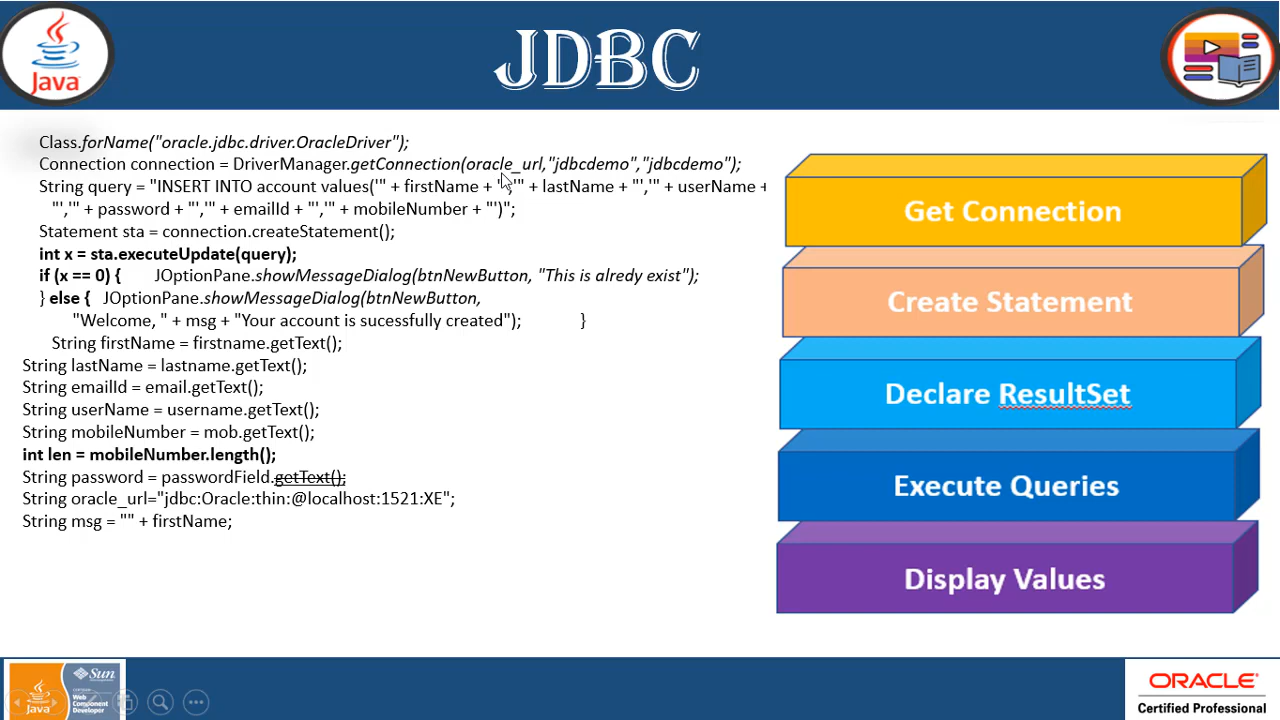 Java
JDBC
Class.forName("oracle.jdbc.driver.OracleDriver");
Connection connection = DriverManager.getConnection(oracle_url,"jdbcdemo","jdbcdemo");
String query = "INSERT INTO account values('" + firstName + "','" + lastName + "','" + userName +
"','" + password + "','" + emailId + "','" + mobileNumber + "')";
Statement sta = connection.createStatement();
int x = sta.executeUpdate(query);
if (x == 0) { JOptionPane.showMessageDialog(btnNewButton, "This is alredy exist");
} else { JOptionPane.showMessageDialog(btnNewButton,
"Welcome, " + msg + "Your account is sucessfully created"); }
String firstName = firstname.getText();
String lastName = lastname.getText();
String emailId = email.getText();
String userName = username.getText();
String mobileNumber = mob.getText();
int len = mobileNumber.length();
String password = passwordField.getText();
String oracle_url="jdbc:Oracle:thin:@localhost:1521:XE";
String msg = "" + firstName;
Get Connection
Create Statement
Declare ResultSet
Execute Queries
Display Values
Java
Sun
Web
Component
Developer
ORACLE
Certified Professional